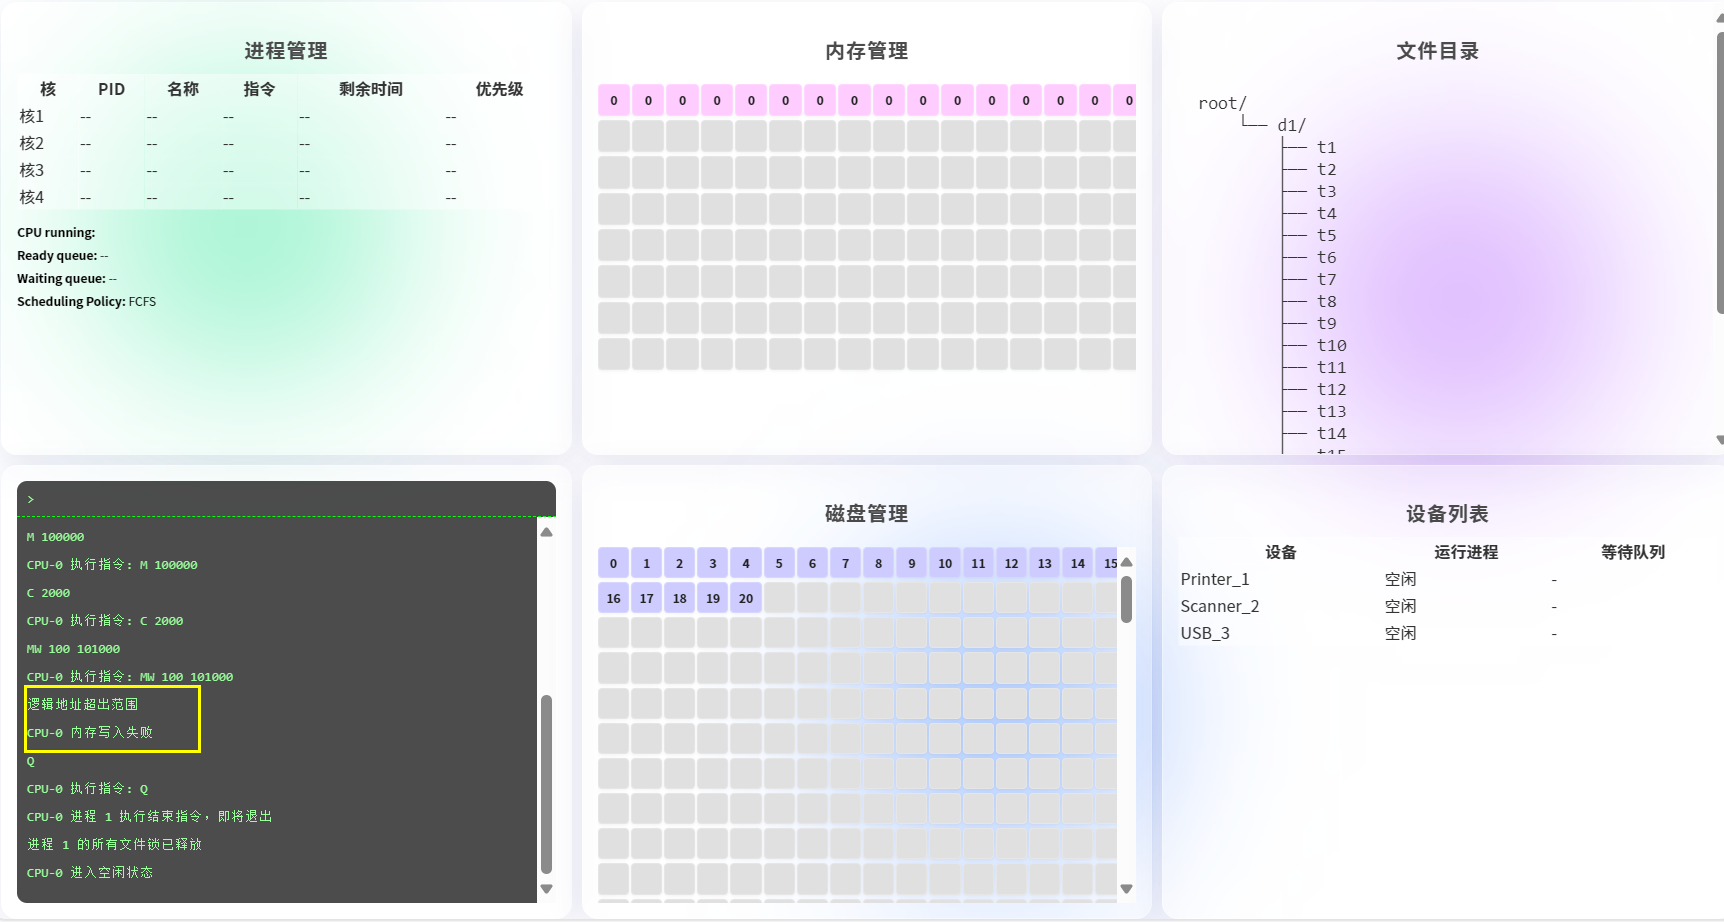 进程管理
核 PID 名称 指令 剩余时间 优先级
核1 -- -- -- -- --
核2 -- -- -- -- --
核3 -- -- -- -- --
核4 -- -- -- -- --
CPU running:
Ready queue: --
Waiting queue: --
Scheduling Policy: FCFS
内存管理
0 0 0 0 0 0 0 0 0 0 0 0 0 0 0 0
文件目录
root/
└── d1/
├── t1
├── t2
├── t3
├── t4
├── t5
├── t6
├── t7
├── t8
├── t9
├── t10
├── t11
├── t12
├── t13
├── t14
>
M 100000
CPU-0 执行指令: M 100000
C 2000
CPU-0 执行指令: C 2000
MW 100 101000
CPU-0 执行指令: MW 100 101000
逻辑地址超出范围
CPU-0 内存写入失败
Q
CPU-0 执行指令: Q
CPU-0 进程 1 执行结束指令，即将退出
进程 1 的所有文件锁已释放
CPU-0 进入空闲状态
磁盘管理
0 1 2 3 4 5 6 7 8 9 10 11 12 13 14 15
16 17 18 19 20
设备列表
设备 运行进程 等待队列
Printer_1 空闲 -
Scanner_2 空闲 -
USB_3 空闲 -